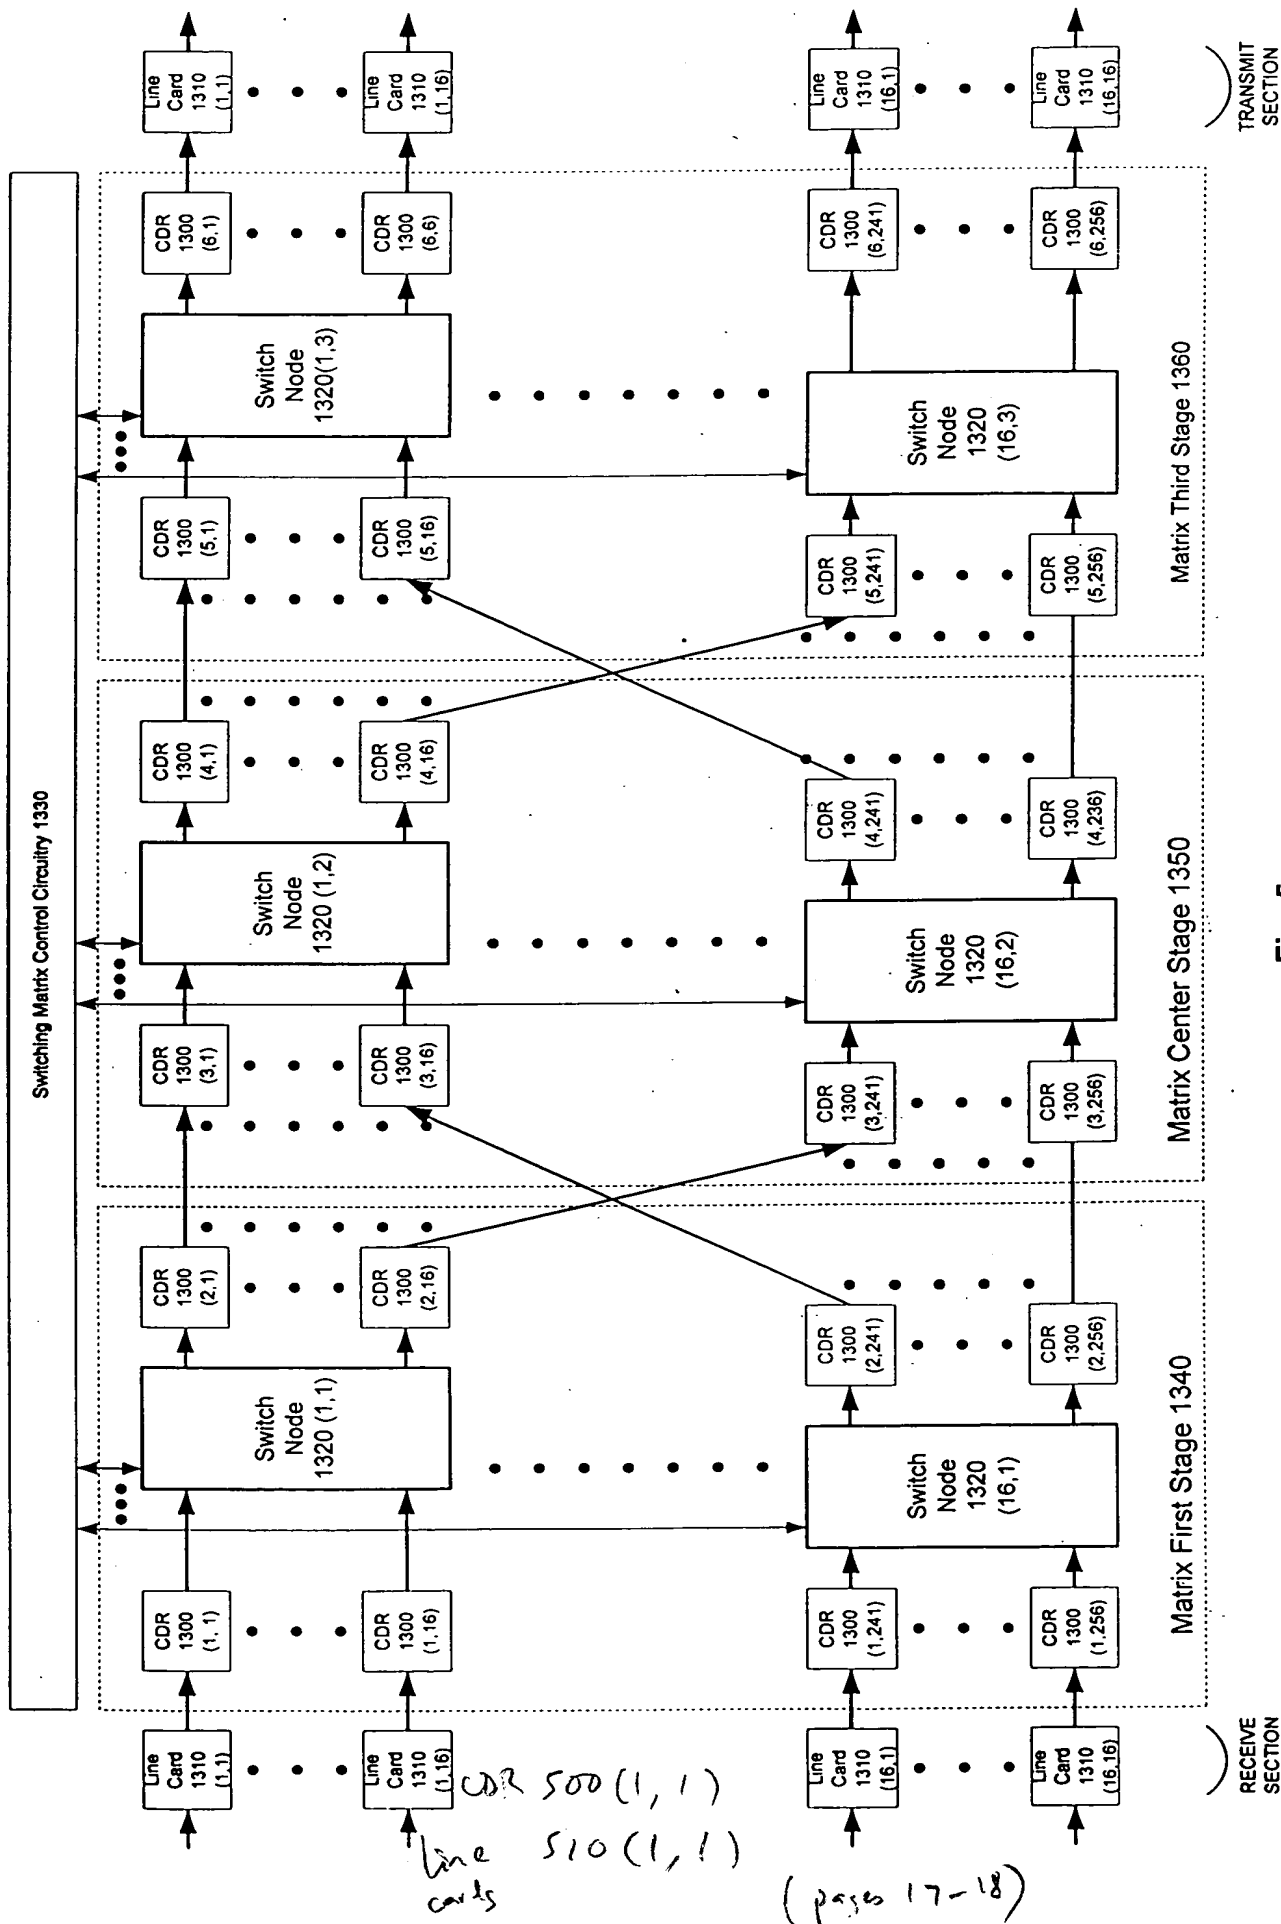 Switching Matrix Control Circuitry 1330
Line
Card
1310
(1,1)
Line
Card
1310
(1,16)
Line
Card
1310
(16,1)
Line
Card
1310
(16,16)
TRANSMIT
SECTION
CDR
1300
(6,1)
CDR
1300
(6,6)
CDR
1300
(6,241)
CDR
1300
(6,256)
Switch
Node
1320(1,3)
Switch
Node
1320
(16,3)
CDR
1300
(5,1)
CDR
1300
(5,16)
CDR
1300
(5,241)
CDR
1300
(5,256)
Matrix Third Stage 1360
CDR
1300
(4,1)
CDR
1300
(4,16)
CDR
1300
(4,241)
CDR
1300
(4,236)
Switch
Node
1320 (1,2)
Switch
Node
1320
(16,2)
CDR
1300
(3,1)
CDR
1300
(3,16)
CDR
1300
(3,241)
CDR
1300
(3,256)
Matrix Center Stage 1350
CDR
1300
(2,1)
CDR
1300
(2,16)
CDR
1300
(2,241)
CDR
1300
(2,256)
Switch
Node
1320 (1,1)
Switch
Node
1320
(16,1)
CDR
1300
(1, 1)
CDR
1300
(1,16)
CDR
1300
(1,241)
CDR
1300
(1,256)
Matrix First Stage 1340
Line
Card
1310
(1,1)
Line
Card
1310
(1,16)
Line
Card
1310
(16,1)
Line
Card
1310
(16,16)
RECEIVE
SECTION
CDR 500 (1, 1)
Line 510 (1, 1)
cards
(pages 17-18)